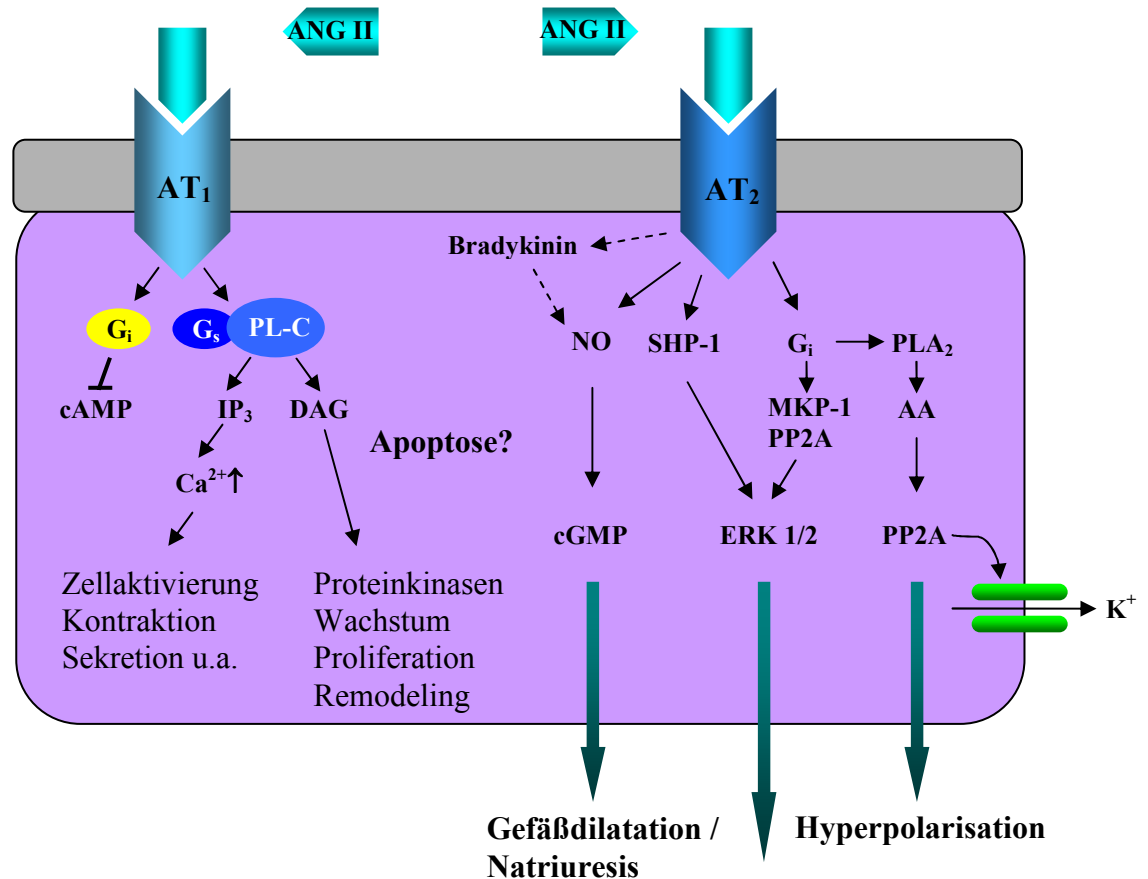 ANG II
ANG II
AT₁
AT₂
Bradykinin
Gᵢ
Gₛ
PL-C
NO
SHP-1
Gᵢ
PLA₂
cAMP
IP₃
DAG
MKP-1
PP2A
AA
Apoptose?
Ca²⁺↑
cGMP
ERK 1/2
PP2A
Zellaktivierung
Kontraktion
Sekretion u.a.
Proteinkinasen
Wachstum
Proliferation
Remodeling
K⁺
Gefäßdilatation /
Natriuresis
Hyperpolarisation